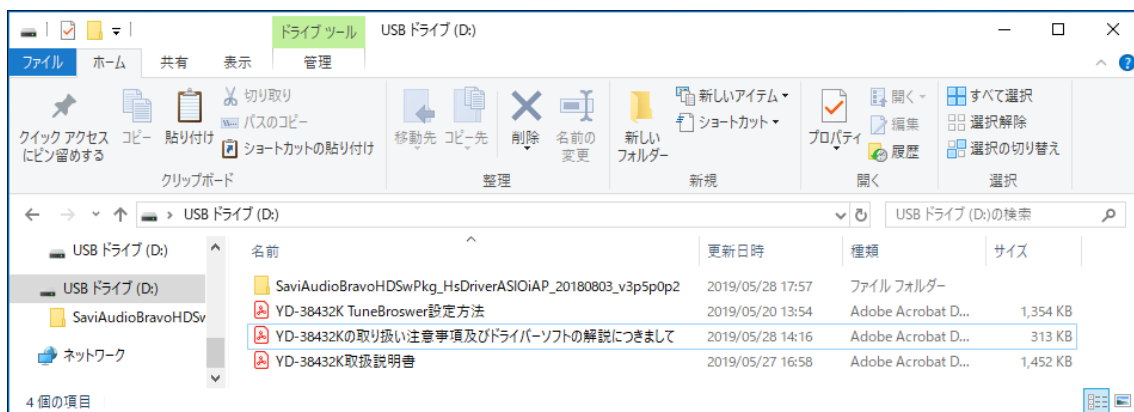 ドライブ ツール USB ドライブ (D:)
ファイル ホーム 共有 表示 管理
クイック アクセス
にピン留めする
コピー
貼り付け
切り取り
パスのコピー
ショートカットの貼り付け
クリップボード
移動先
コピー先
削除
名前の
変更
整理
新しい
フォルダー
新しいアイテム
ショートカット
新規
プロパティ
開く
編集
履歴
開く
すべて選択
選択解除
選択の切り替え
選択
USB ドライブ (D:)
USB ドライブ (D:)の検索
USB ドライブ (D:)
USB ドライブ (D:)
SaviAudioBravoHDSv
ネットワーク
名前 更新日時 種類 サイズ
SaviAudioBravoHDSwPkg_HsDriverASIOiAP_20180803_v3p5p0p2 2019/05/28 17:57 ファイル フォルダー
YD-38432K TuneBroswer設定方法 2019/05/20 13:54 Adobe Acrobat D... 1,354 KB
YD-38432Kの取り扱い注意事項及びドライバーソフトの解説につきまして 2019/05/28 14:16 Adobe Acrobat D... 313 KB
YD-38432K取扱説明書 2019/05/27 16:58 Adobe Acrobat D... 1,452 KB
4 個の項目